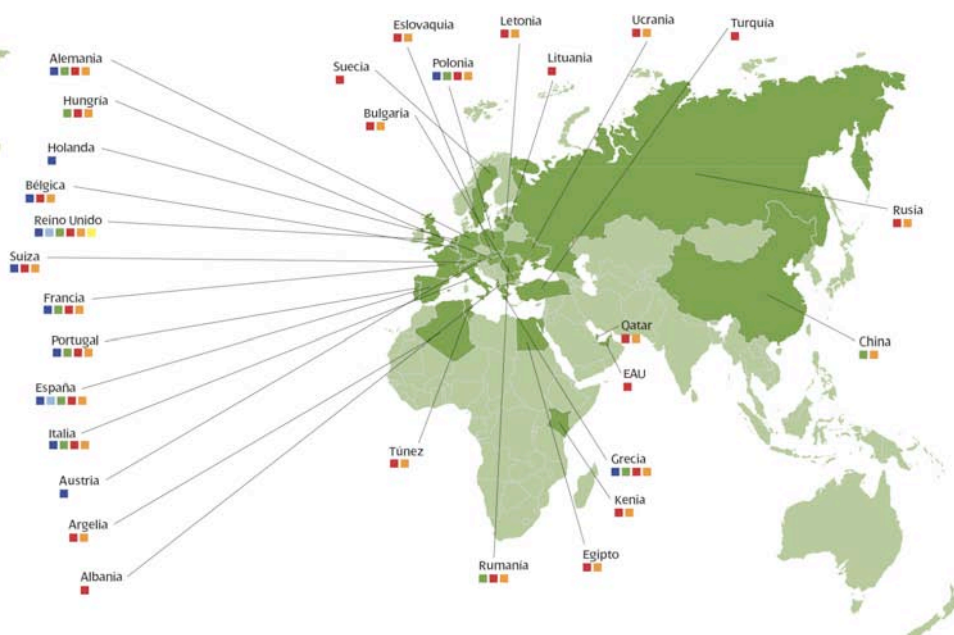 Eslovaquia
Letonia
Ucrania
Turquía
Alemania
Suecia
Polonia
Lituania
Hungría
Bulgaria
Holanda
Bélgica
Reino Unido
Rusia
Suiza
Francia
Qatar
Portugal
China
EAU
España
Italia
Túnez
Grecia
Austria
Kenia
Argelia
Egipto
Rumania
Albania